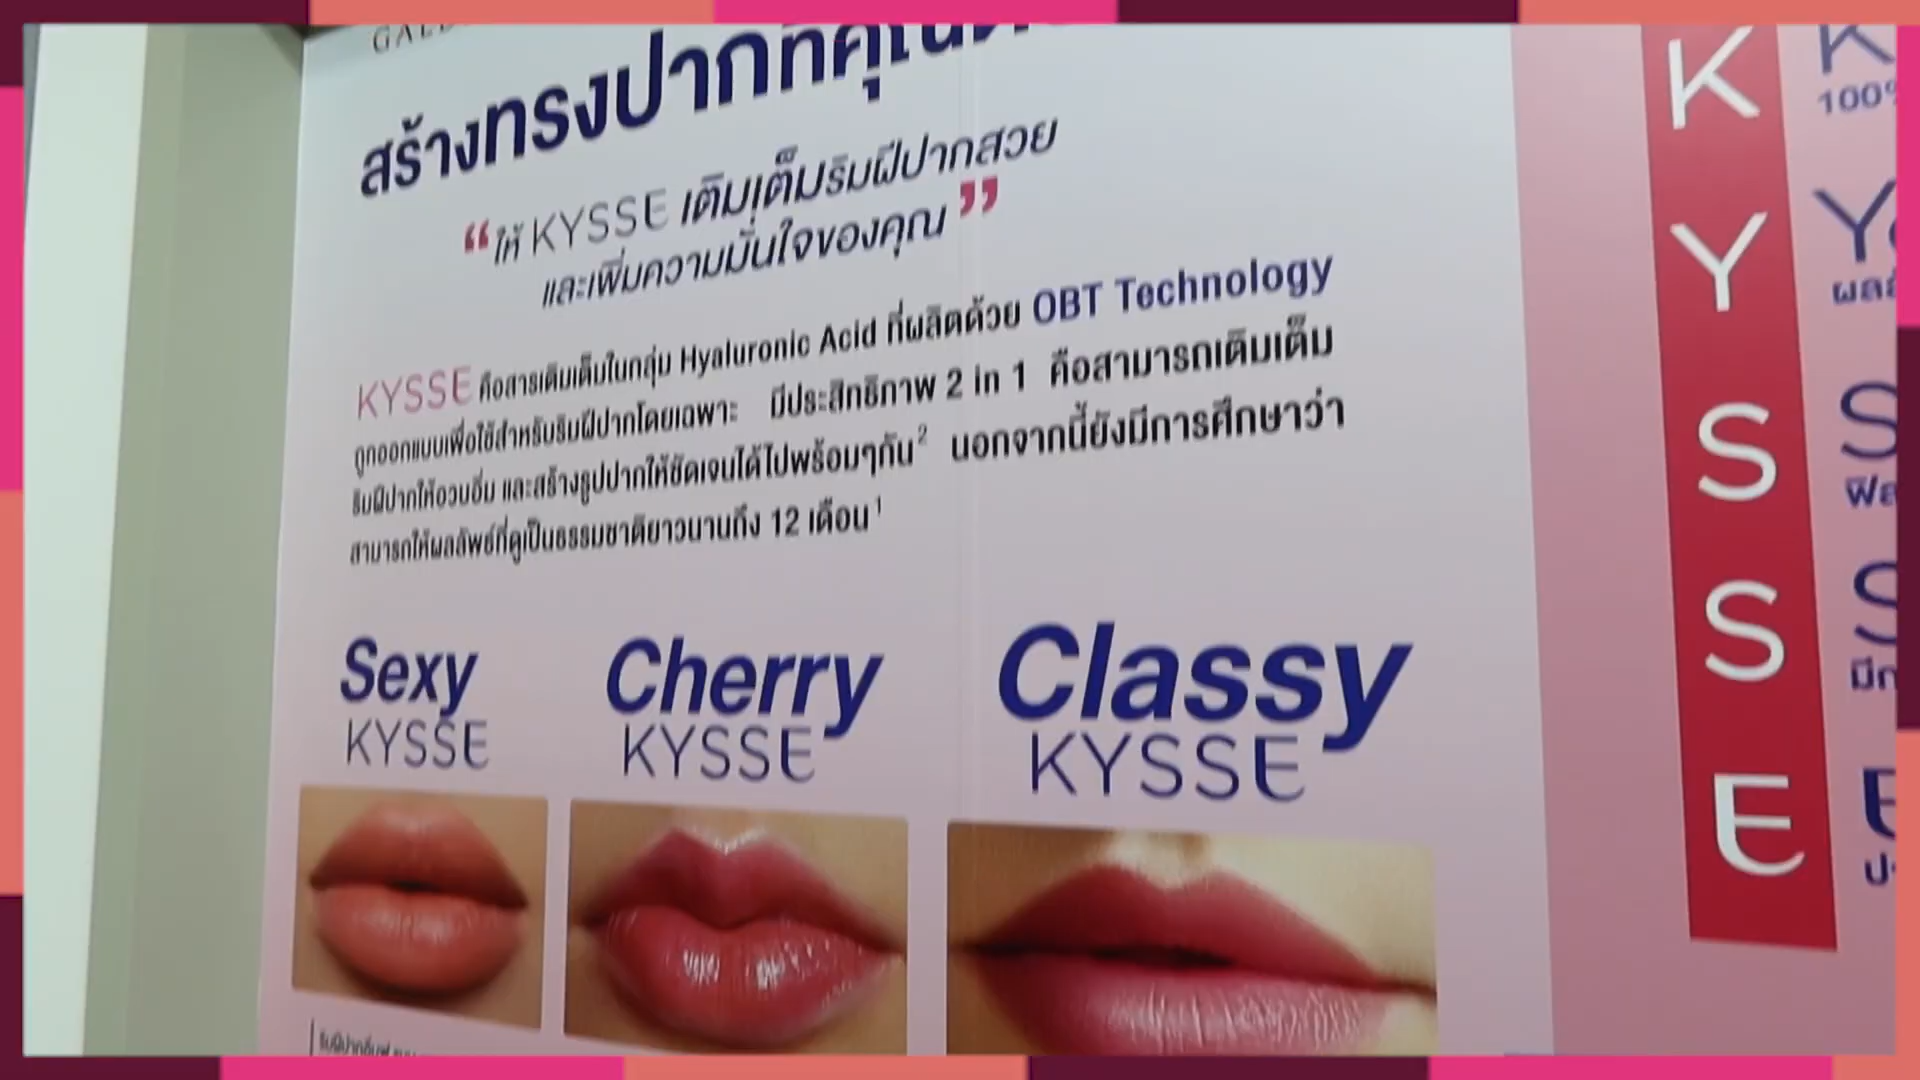 สร้างทรงปากที่คุณ
“ให้ KYSSE เติมเต็มริมฝีปากสวย
และเพิ่มความมั่นใจของคุณ”
KYSSE คือสารเติมเต็มในกลุ่ม Hyaluronic Acid ที่ผลิตด้วย OBT Technology
ถูกออกแบบเพื่อใช้สำหรับริมฝีปากโดยเฉพาะ มีประสิทธิภาพ 2 in 1 คือสามารถเติมเต็ม
ริมฝีปากให้อวบอิ่ม และสร้างรูปปากให้ชัดเจนได้ไปพร้อมๆกัน² นอกจากนี้ยังมีการศึกษาว่า
สามารถให้ผลลัพธ์ที่ดูเป็นธรรมชาติยาวนานถึง 12 เดือน¹
Sexy
KYSSE
Cherry
KYSSE
Classy
KYSSE
KYSSE
K
100%
S
S
E